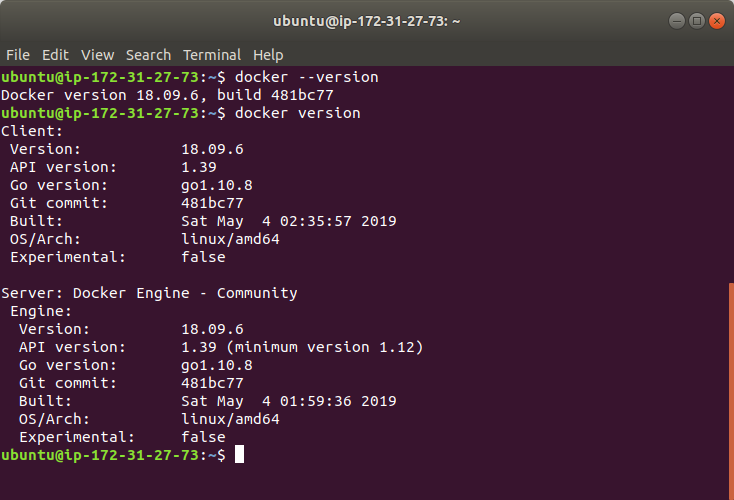 ubuntu@ip-172-31-27-73: ~
File Edit View Search Terminal Help
ubuntu@ip-172-31-27-73:~$ docker --version
Docker version 18.09.6, build 481bc77
ubuntu@ip-172-31-27-73:~$ docker version
Client:
 Version:           18.09.6
 API version:       1.39
 Go version:        go1.10.8
 Git commit:        481bc77
 Built:             Sat May  4 02:35:57 2019
 OS/Arch:           linux/amd64
 Experimental:      false

Server: Docker Engine - Community
 Engine:
  Version:          18.09.6
  API version:      1.39 (minimum version 1.12)
  Go version:       go1.10.8
  Git commit:       481bc77
  Built:            Sat May  4 01:59:36 2019
  OS/Arch:          linux/amd64
  Experimental:     false
ubuntu@ip-172-31-27-73:~$